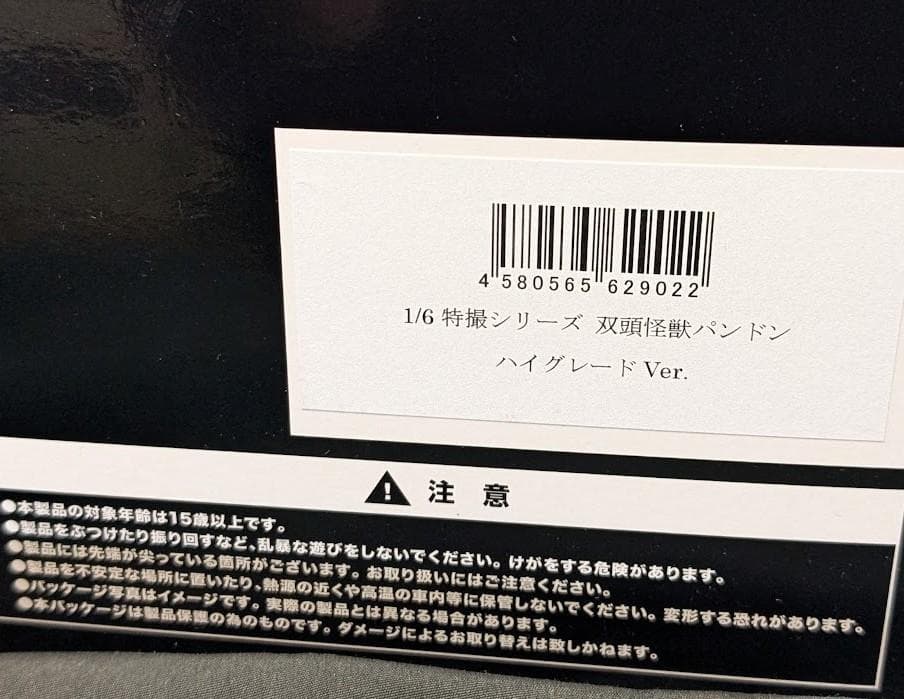 4 580565 629022
1/6 特撮シリーズ 双頭怪獣パンドン
ハイグレード Ver.
注 意
●本製品の対象年齢は15歳以上です。
●製品をぶつけたり振り回すなど、乱暴な遊びをしないでください。けがをする危険があります。
●製品には先端が尖っている箇所がございます。お取り扱いにはご注意ください。
●製品を不安定な場所に置いたり、熱源の近くや高温の車内等に保管しないでください。変形する恐れがあります。
●パッケージ写真はイメージです。実際の製品とは異なる場合があります。
●本パッケージは製品保護の為のものです。ダメージによるお取り替えは致しかねます。